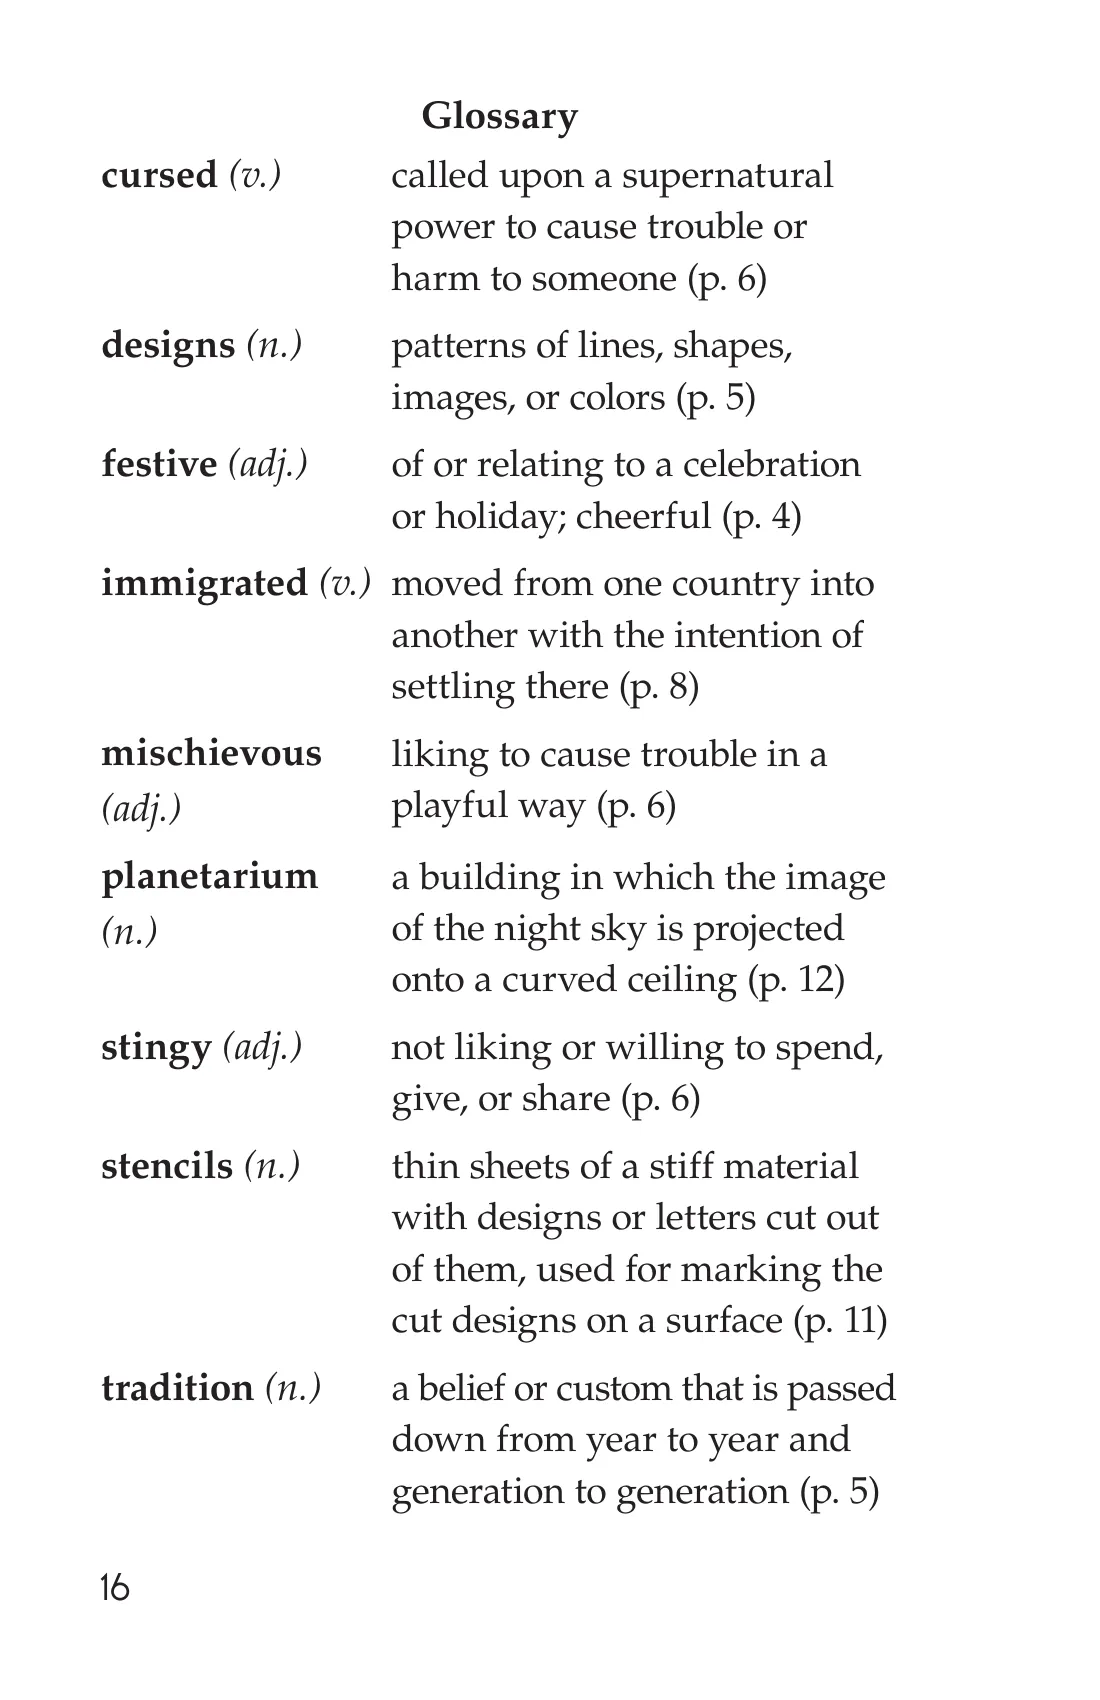 Glossary
cursed (v.) called upon a supernatural
power to cause trouble or
harm to someone (p. 6)
designs (n.) patterns of lines, shapes,
images, or colors (p. 5)
festive (adj.) of or relating to a celebration
or holiday; cheerful (p. 4)
immigrated (v.) moved from one country into
another with the intention of
settling there (p. 8)
mischievous liking to cause trouble in a
(adj.) playful way (p. 6)
planetarium a building in which the image
(n.) of the night sky is projected
onto a curved ceiling (p. 12)
stingy (adj.) not liking or willing to spend,
give, or share (p. 6)
stencils (n.) thin sheets of a stiff material
with designs or letters cut out
of them, used for marking the
cut designs on a surface (p. 11)
tradition (n.) a belief or custom that is passed
down from year to year and
generation to generation (p. 5)
16